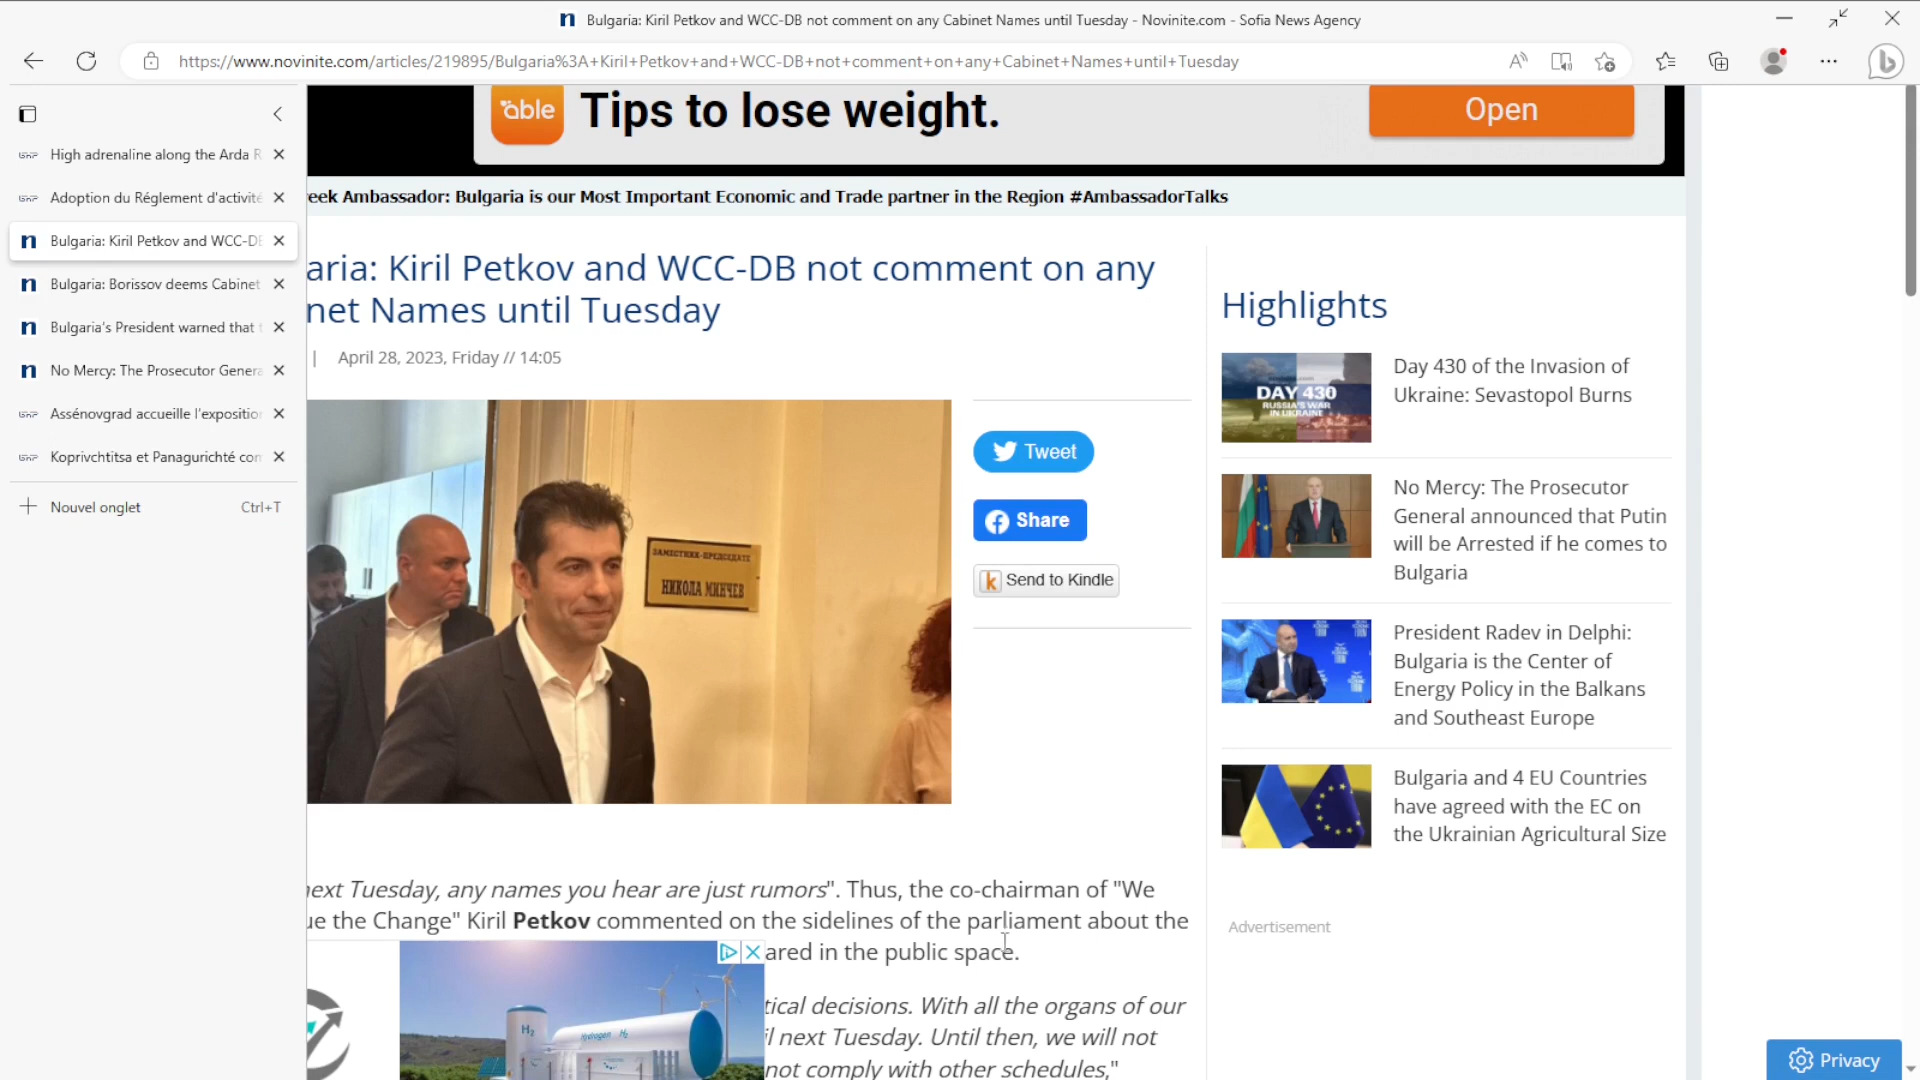 Bulgaria: Kiril Petkov and WCC-DB not comment on any Cabinet Names until Tuesday - Novinite.com - Sofia News Agency
https://www.novinite.com/articles/219895/Bulgaria%3A+Kiril+Petkov+and+WCC-DB+not+comment+on+any+Cabinet+Names+until+Tuesday
High adrenaline along the Arda R
Adoption du Réglement d'activité
Bulgaria: Kiril Petkov and WCC-DB
Bulgaria: Borissov deems Cabinet
Bulgaria's President warned that t
No Mercy: The Prosecutor Genera
Assénovgrad accueille l'exposition
Koprivchtitsa et Panagurichté com
Nouvel onglet Ctrl+T
able Tips to lose weight. Open
reek Ambassador: Bulgaria is our Most Important Economic and Trade partner in the Region #AmbassadorTalks
aria: Kiril Petkov and WCC-DB not comment on any
net Names until Tuesday
| April 28, 2023, Friday // 14:05
ЗАМЕСТНИК-ПРЕДСЕДАТЕЛ
НИКОЛА МИНЧЕВ
Tweet
Share
Send to Kindle
next Tuesday, any names you hear are just rumors". Thus, the co-chairman of "We
ue the Change" Kiril Petkov commented on the sidelines of the parliament about the
ared in the public space.
tical decisions. With all the organs of our
il next Tuesday. Until then, we will not
not comply with other schedules,"
H2
Hydrogen H2
Highlights
DAY 430
RUSSIA'S WAR
IN UKRAINE
Day 430 of the Invasion of
Ukraine: Sevastopol Burns
No Mercy: The Prosecutor
General announced that Putin
will be Arrested if he comes to
Bulgaria
President Radev in Delphi:
Bulgaria is the Center of
Energy Policy in the Balkans
and Southeast Europe
Bulgaria and 4 EU Countries
have agreed with the EC on
the Ukrainian Agricultural Size
Advertisement
Privacy